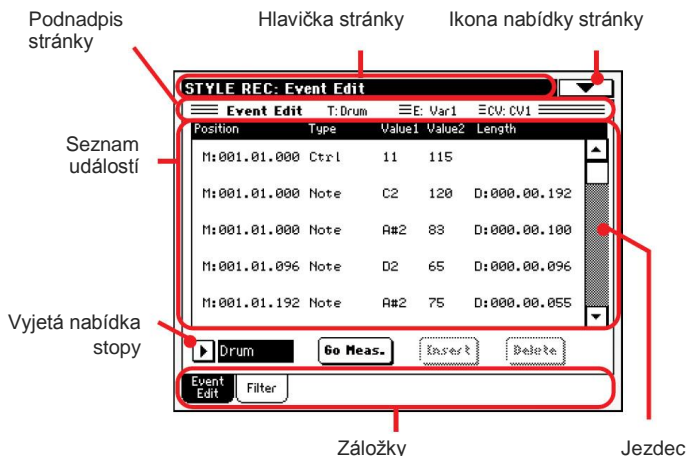 Podnadpis
stránky
Hlavička stránky
Ikona nabídky stránky
STYLE REC: Event Edit
Event Edit T:Drum E: Var1 CV: CV1
Position Type Value1 Value2 Length
M:001.01.000 Ctrl 11 115
M:001.01.000 Note C2 120 D:000.00.192
M:001.01.000 Note A#2 83 D:000.00.100
M:001.01.096 Note D2 65 D:000.00.096
M:001.01.192 Note A#2 75 D:000.00.055
Seznam
událostí
Vyjetá nabídka
stopy
Drum Go Meas. Insert Delete
Event
Edit
Filter
Záložky
Jezdec